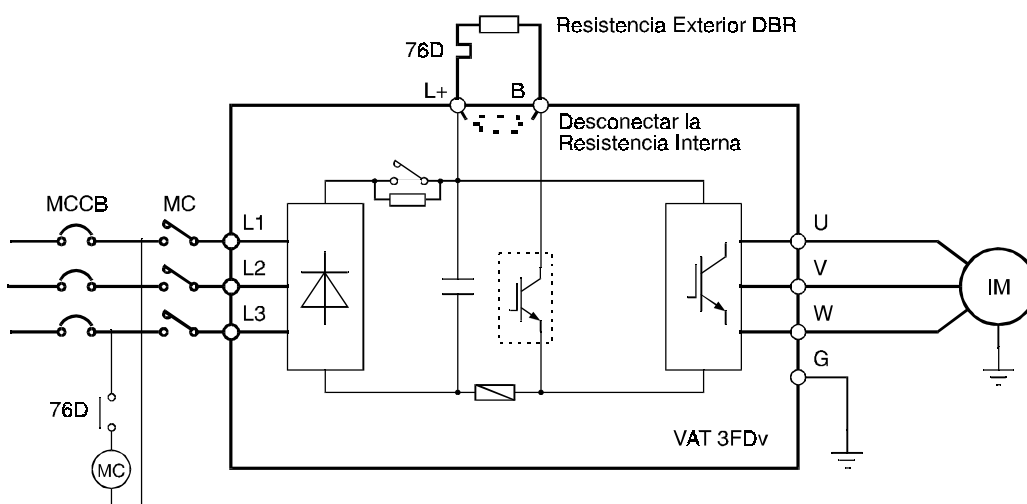 Resistencia Exterior DBR
76D
L+
B
Desconectar la
Resistencia Interna
MCCB
MC
L1
L2
L3
U
V
W
G
IM
76D
MC
VAT 3FDv